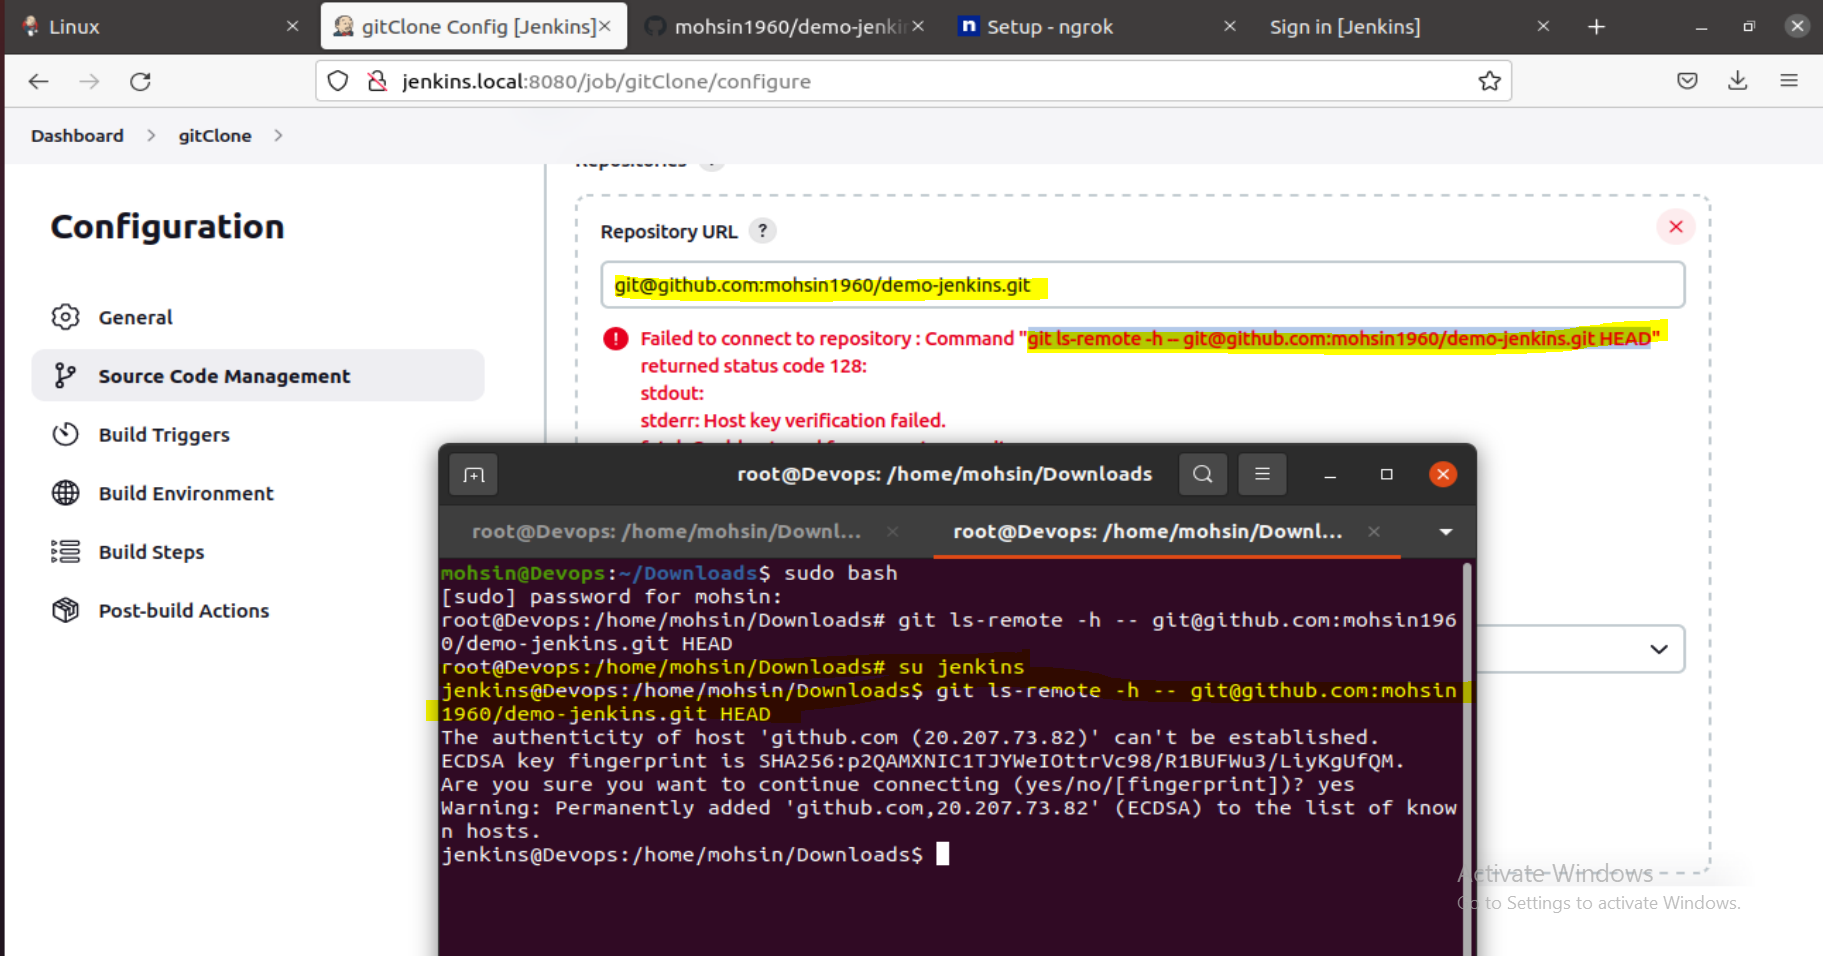 Linux
gitClone Config [Jenkins]
mohsin1960/demo-jenkin
Setup - ngrok
Sign in [Jenkins]
jenkins.local:8080/job/gitClone/configure
Dashboard > gitClone >
Repositories
Configuration
General
Source Code Management
Build Triggers
Build Environment
Build Steps
Post-build Actions
Repository URL ?
git@github.com:mohsin1960/demo-jenkins.git
Failed to connect to repository : Command "git ls-remote -h -- git@github.com:mohsin1960/demo-jenkins.git HEAD"
returned status code 128:
stdout:
stderr: Host key verification failed.
root@Devops: /home/mohsin/Downloads
root@Devops: /home/mohsin/Downl...
root@Devops: /home/mohsin/Downl...
mohsin@Devops:~/Downloads$ sudo bash
[sudo] password for mohsin:
root@Devops:/home/mohsin/Downloads# git ls-remote -h -- git@github.com:mohsin196
0/demo-jenkins.git HEAD
root@Devops:/home/mohsin/Downloads# su jenkins
jenkins@Devops:/home/mohsin/Downloads$ git ls-remote -h -- git@github.com:mohsin
1960/demo-jenkins.git HEAD
The authenticity of host 'github.com (20.207.73.82)' can't be established.
ECDSA key fingerprint is SHA256:p2QAMXNIC1TJYWeIOttrVc98/R1BUFWu3/LiyKgUfQM.
Are you sure you want to continue connecting (yes/no/[fingerprint])? yes
Warning: Permanently added 'github.com,20.207.73.82' (ECDSA) to the list of know
n hosts.
jenkins@Devops:/home/mohsin/Downloads$
Activate Windows
Go to Settings to activate Windows.